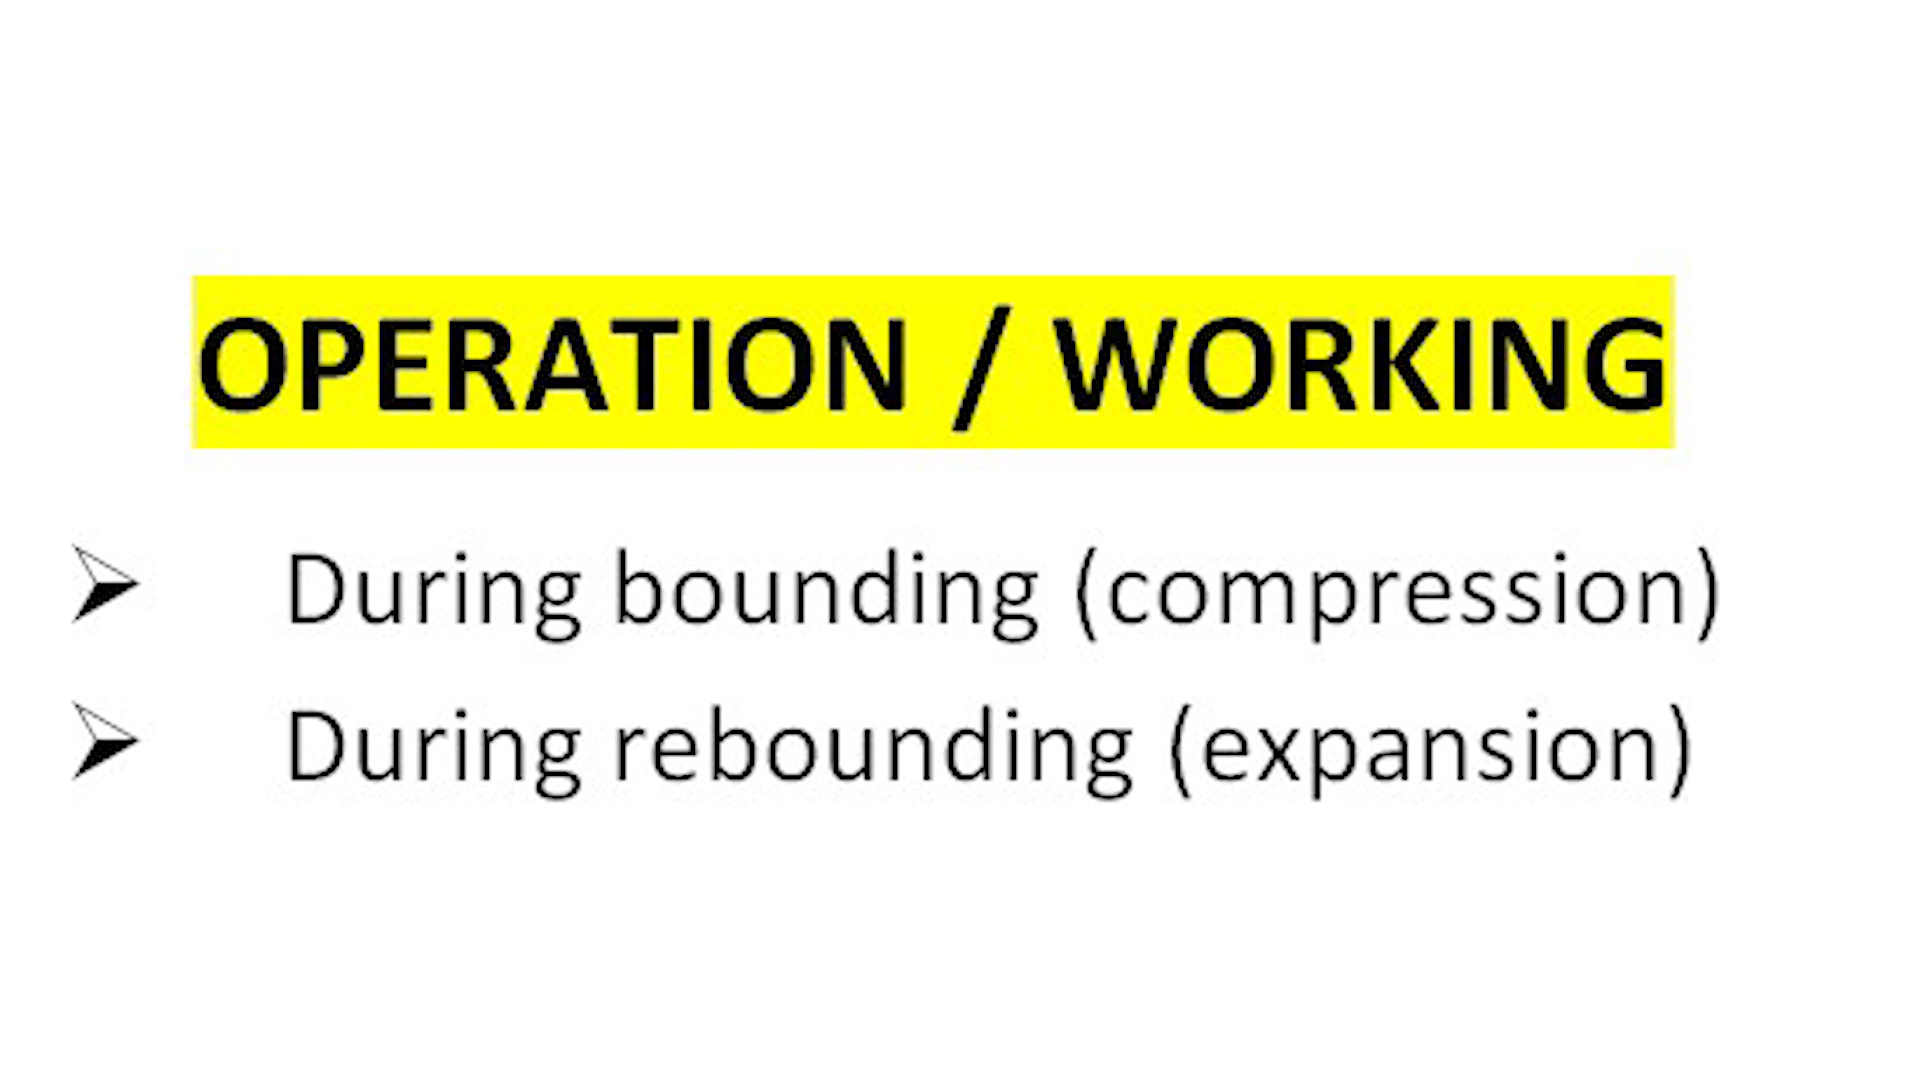 OPERATION / WORKING
➢ During bounding (compression)
➢ During rebounding (expansion)